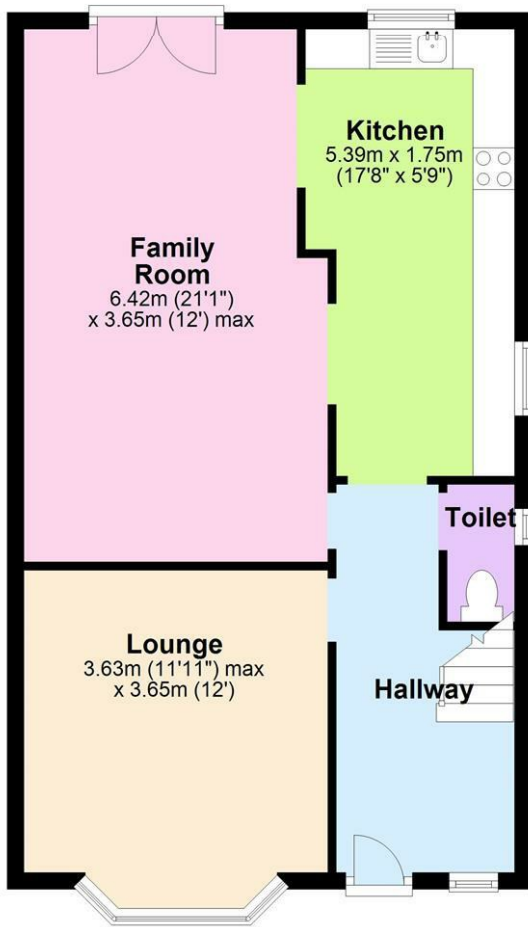 Kitchen
5.39m x 1.75m
(17'8" x 5'9")
Family
Room
6.42m (21'1")
x 3.65m (12') max
Toilet
Lounge
3.63m (11'11") max
x 3.65m (12')
Hallway